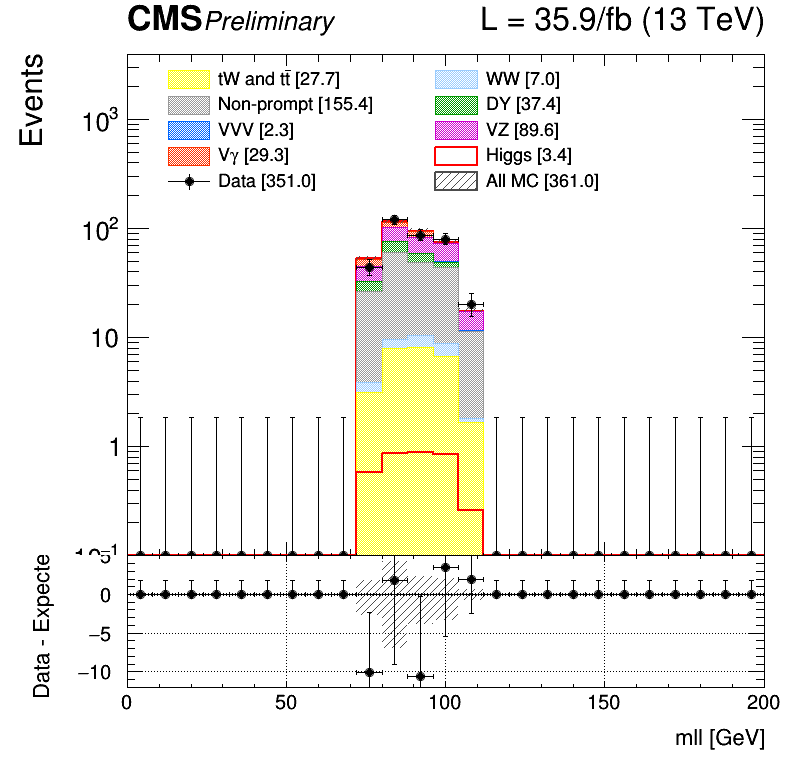 CMS Preliminary L = 35.9/fb (13 TeV)
Events
tW and tt̄ [27.7]
Non-prompt [155.4]
VVV [2.3]
Vγ [29.3]
Data [351.0]
WW [7.0]
DY [37.4]
VZ [89.6]
Higgs [3.4]
All MC [361.0]
10³
10²
10
1
Data - Expecte
0
−5
−10
0 50 100 150 200
mll [GeV]